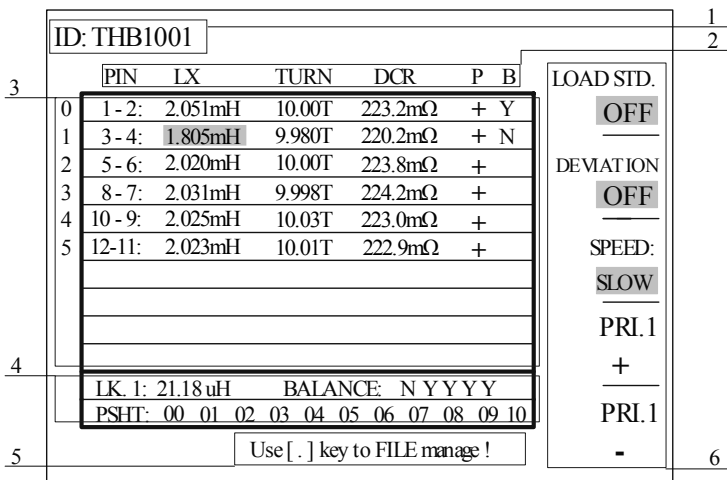 1
ID: THB1001
2
PIN LX TURN DCR P B
LOAD STD.
3
0 1 - 2: 2.051mH 10.00T 223.2mΩ + Y
OFF
1 3 - 4: 1.805mH 9.980T 220.2mΩ + N
2 5 - 6: 2.020mH 10.00T 223.8mΩ +
DEVIATION
3 8 - 7: 2.031mH 9.998T 224.2mΩ +
OFF
4 10 - 9: 2.025mH 10.03T 223.0mΩ +
5 12-11: 2.023mH 10.01T 222.9mΩ +
SPEED:
SLOW
PRI.1
+
4
LK. 1: 21.18 uH BALANCE: N Y Y Y Y
PSHT: 00 01 02 03 04 05 06 07 08 09 10
PRI.1
-
Use [ . ] key to FILE manage !
5
6